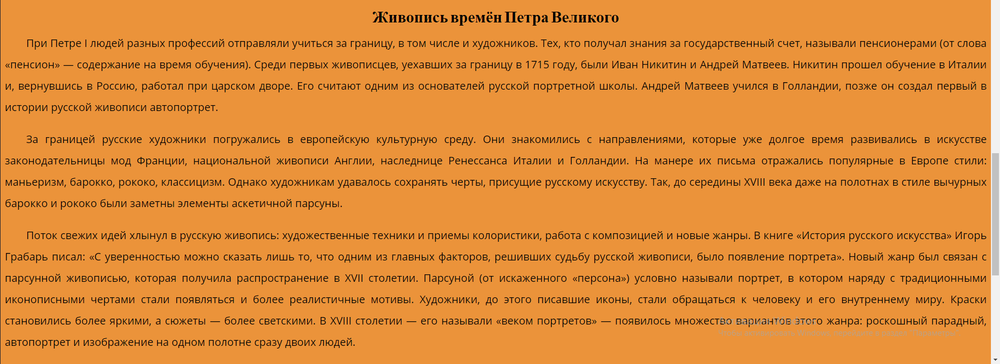 Живопись времён Петра Великого
При Петре I людей разных профессий отправляли учиться за границу, в том числе и художников. Тех, кто получал знания за государственный счет, называли пенсионерами (от слова
«пенсион» — содержание на время обучения). Среди первых живописцев, уехавших за границу в 1715 году, были Иван Никитин и Андрей Матвеев. Никитин прошел обучение в Италии
и, вернувшись в Россию, работал при царском дворе. Его считают одним из основателей русской портретной школы. Андрей Матвеев учился в Голландии, позже он создал первый в
истории русской живописи автопортрет.
За границей русские художники погружались в европейскую культурную среду. Они знакомились с направлениями, которые уже долгое время развивались в искусстве
законодательницы мод Франции, национальной живописи Англии, наследнице Ренессанса Италии и Голландии. На манере их письма отражались популярные в Европе стили:
маньеризм, барокко, рококо, классицизм. Однако художникам удавалось сохранять черты, присущие русскому искусству. Так, до середины XVIII века даже на полотнах в стиле вычурных
барокко и рококо были заметны элементы аскетичной парсуны.
Поток свежих идей хлынул в русскую живопись: художественные техники и приемы колористики, работа с композицией и новые жанры. В книге «История русского искусства» Игорь
Грабарь писал: «С уверенностью можно сказать лишь то, что одним из главных факторов, решивших судьбу русской живописи, было появление портрета». Новый жанр был связан с
парсунной живописью, которая получила распространение в XVII столетии. Парсуной (от искаженного «персона») условно называли портрет, в котором наряду с традиционными
иконописными чертами стали появляться и более реалистичные мотивы. Художники, до этого писавшие иконы, стали обращаться к человеку и его внутреннему миру. Краски
становились более яркими, а сюжеты — более светскими. В XVIII столетии — его называли «веком портретов» — появилось множество вариантов этого жанра: роскошный парадный,
автопортрет и изображение на одном полотне сразу двоих людей.